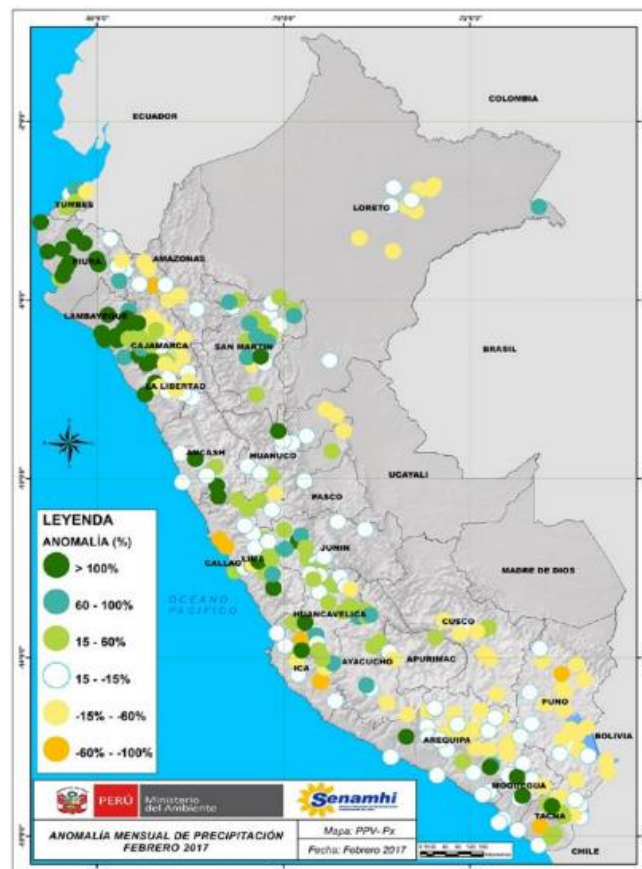 COLOMBIA
ECUADOR
LORETO
TUMBES
PIURA
AMAZONAS
LAMBAYEQUE
CAJAMARCA
SAN MARTIN
BRASIL
LA LIBERTAD
ANCASH
HUANUCO
UCAYALI
PASCO
LEYENDA
ANOMALÍA (%)
> 100%
60 - 100%
15 - 60%
15 - -15%
-15% - -60%
-60% - -100%
JUNIN
LIMA
CALLAO
MADRE DE DIOS
OCEANO
PACIFICO
HUANCAVELICA
CUSCO
ICA
AYACUCHO
APURIMAC
PUNO
AREQUIPA
BOLIVIA
MOQUEGUA
TACNA
CHILE
PERÚ
Ministerio
del Ambiente
Senamhi
ANOMALÍA MENSUAL DE PRECIPITACIÓN
FEBRERO 2017
Mapa: PPV- Px
Fecha: Febrero 2017